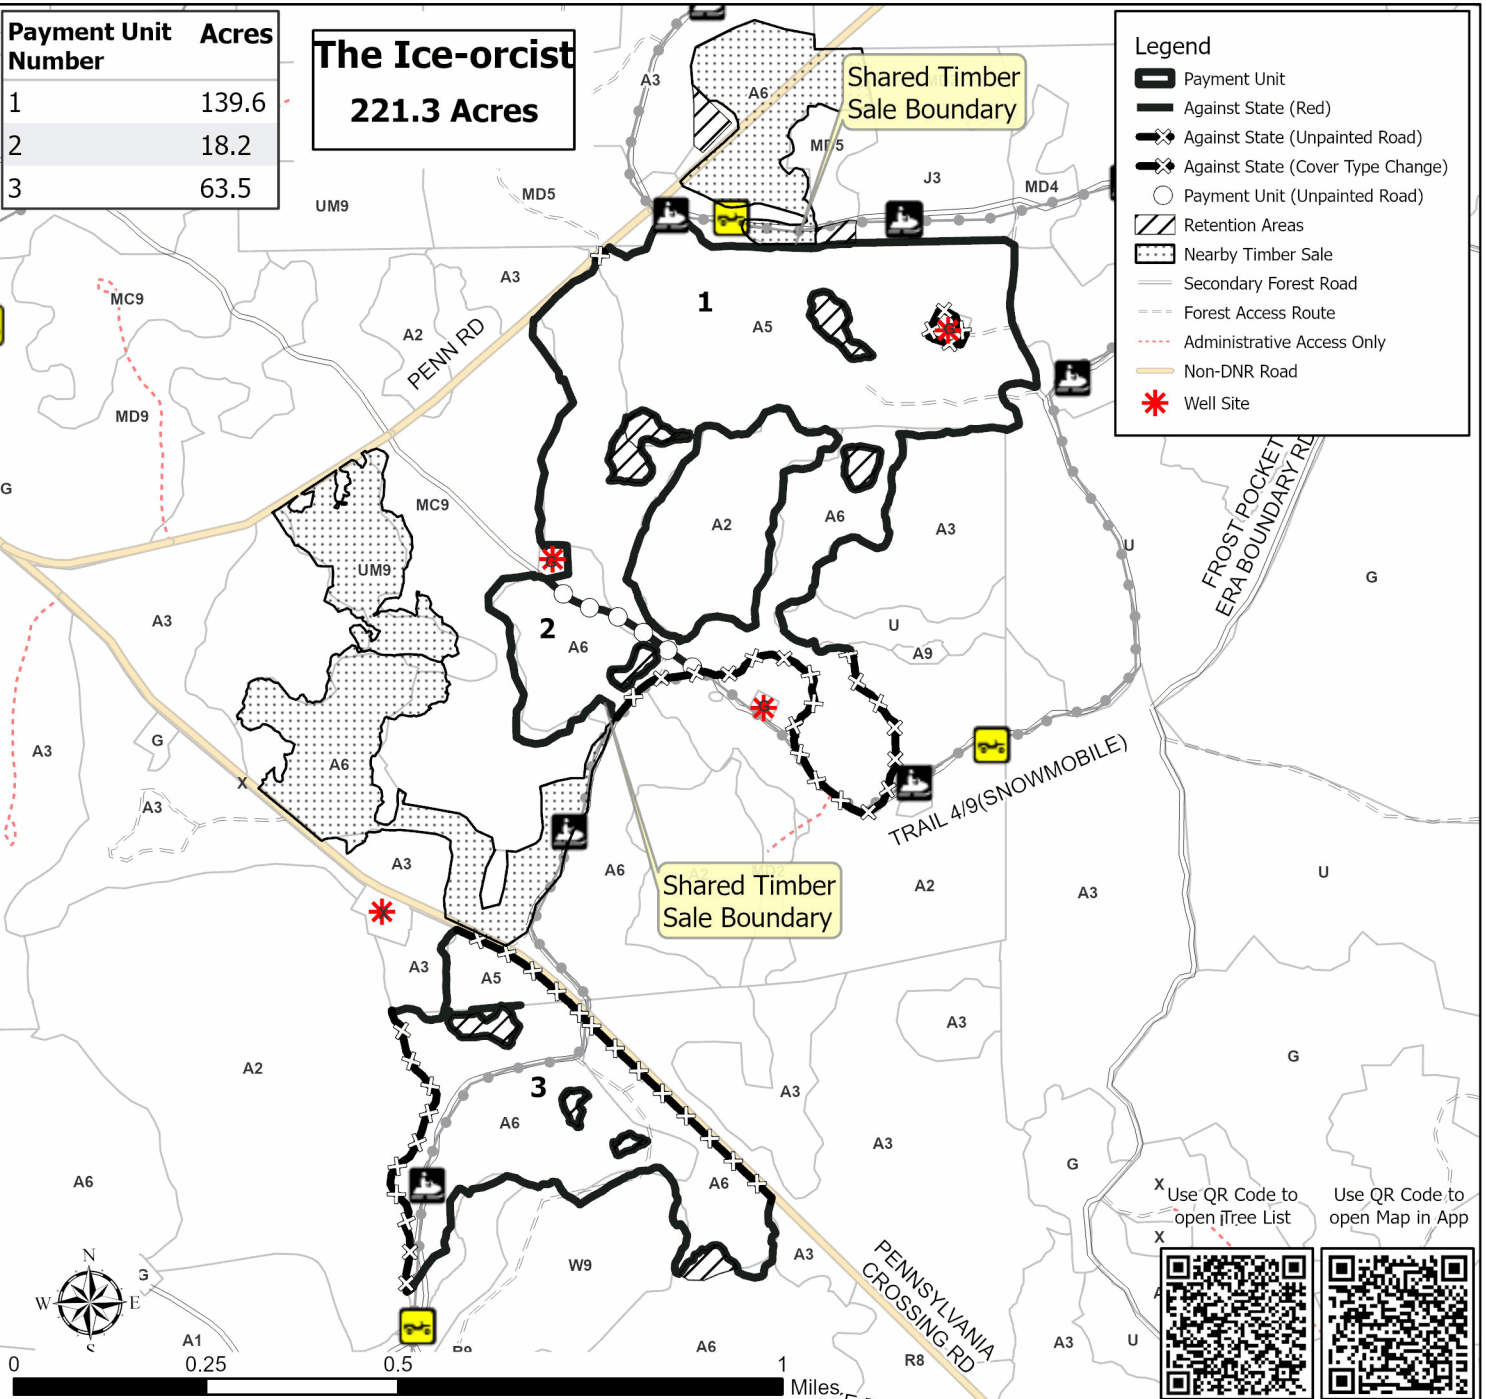 Payment Unit Number Acres
1 139.6
2 18.2
3 63.5
The Ice-orcist
221.3 Acres
Legend
Payment Unit
Against State (Red)
Against State (Unpainted Road)
Against State (Cover Type Change)
Payment Unit (Unpainted Road)
Retention Areas
Nearby Timber Sale
Secondary Forest Road
Forest Access Route
Administrative Access Only
Non-DNR Road
Well Site
Shared Timber
Sale Boundary
A3
A6
MD5
J3
MD4
UM9
MD5
A3
MC9
A2
PENN RD
MD9
1
A5
G
MC9
A2
A6
A3
U
FROST POCKET
ERA BOUNDARY RD
G
UM9
A3
2
A6
U
A9
A3
G
A6
X
A3
TRAIL 4/9(SNOWMOBILE)
A3
A6
A2
A3
U
Shared Timber
Sale Boundary
A3
A5
A3
G
A2
3
A6
A3
A3
G
A6
A6
X
Use QR Code to
open Tree List
Use QR Code to
open Map in App
X
W9
A3
PENNSYLVANIA
CROSSING RD
N
W E
S
G
A1
R9
A6
R8
A3
U
0 0.25 0.5 1
Miles